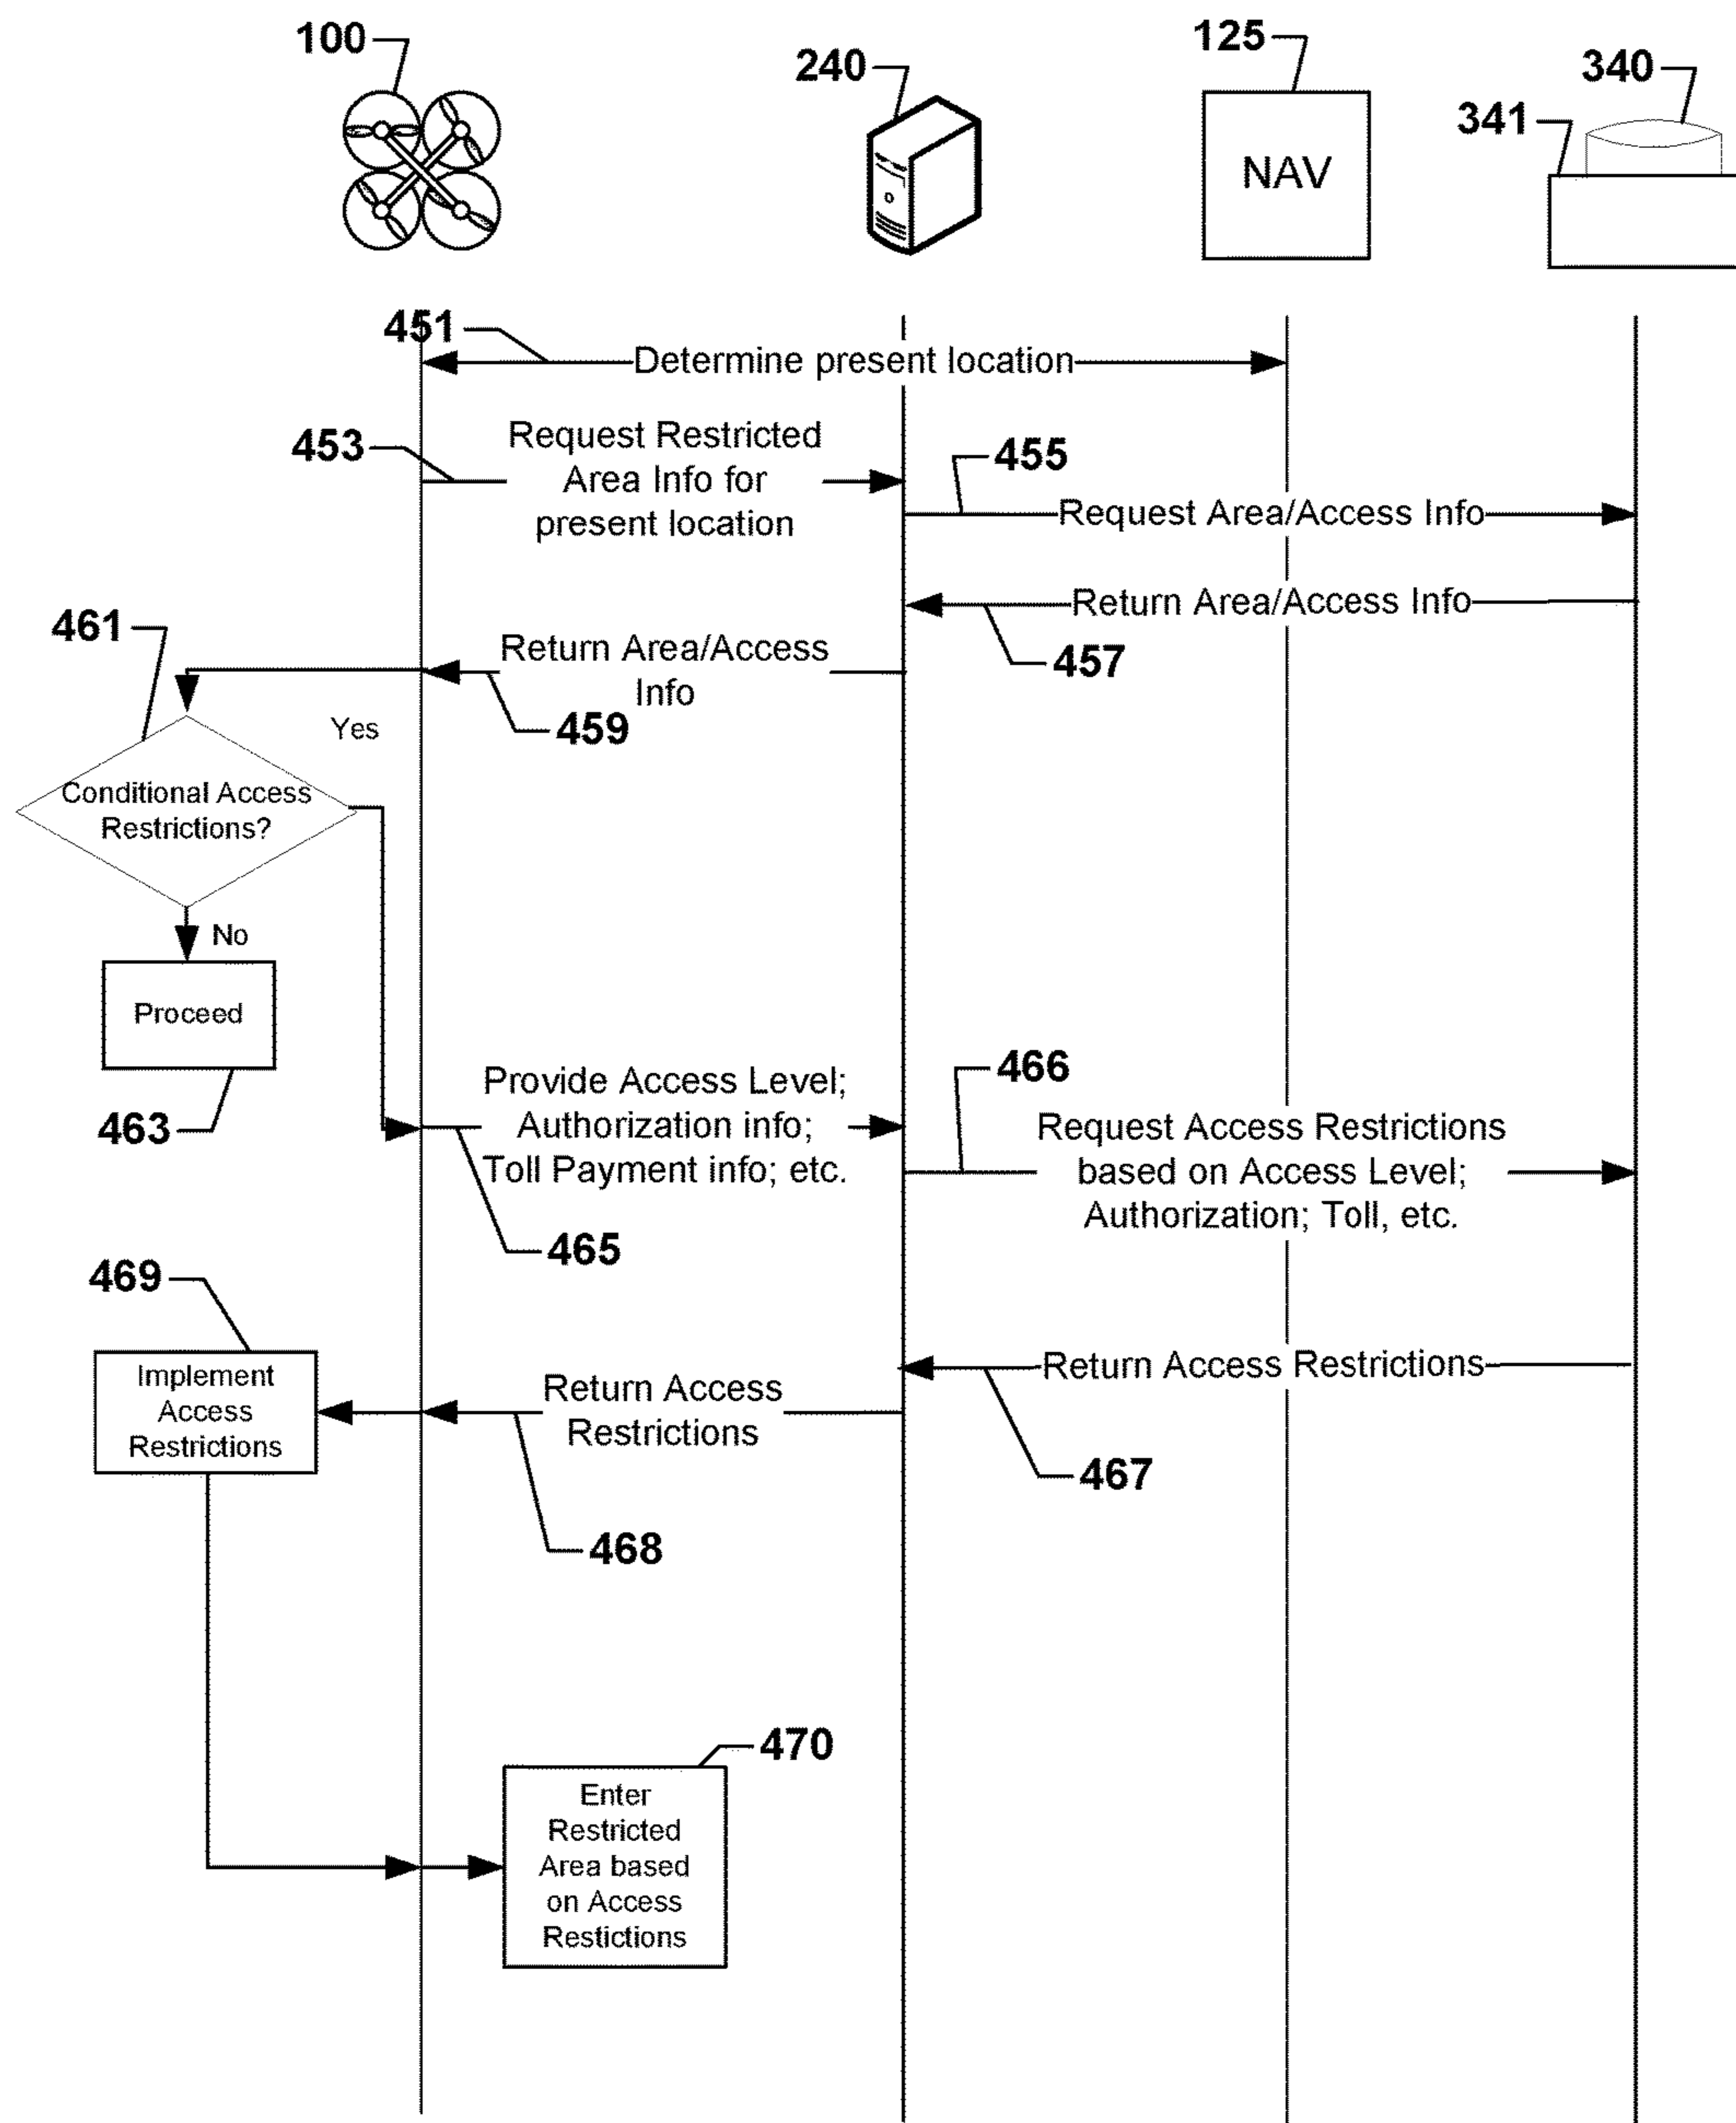 100
240
125
340
341
NAV
451
Determine present location
453
Request Restricted
Area Info for
present location
455
Request Area/Access Info
Return Area/Access Info
457
461
Return Area/Access
Info
459
Yes
Conditional Access
Restrictions?
No
Proceed
463
Provide Access Level;
Authorization info;
Toll Payment info; etc.
465
466
Request Access Restrictions
based on Access Level;
Authorization; Toll, etc.
469
Implement
Access
Restrictions
Return Access Restrictions
467
Return Access
Restrictions
468
470
Enter
Restricted
Area based
on Access
Restictions